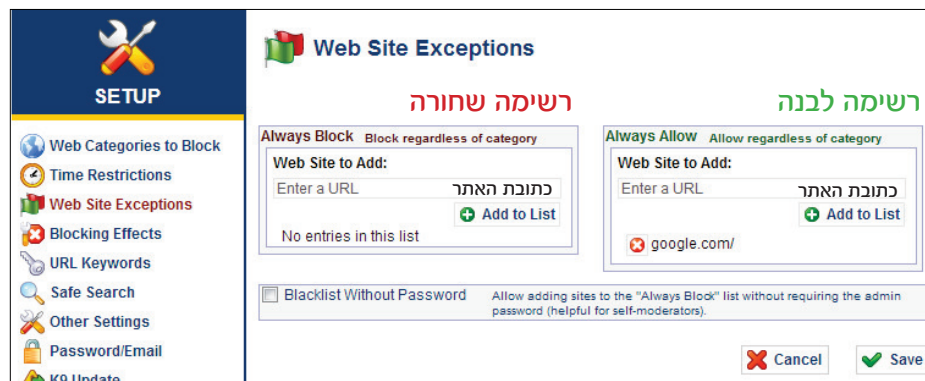 SETUP
Web Categories to Block
Time Restrictions
Web Site Exceptions
Blocking Effects
URL Keywords
Safe Search
Other Settings
Password/Email
K9 Update
Web Site Exceptions
רשימה שחורה
Always Block Block regardless of category
Web Site to Add:
Enter a URL כתובת האתר
Add to List
No entries in this list
רשימה לבנה
Always Allow Allow regardless of category
Web Site to Add:
Enter a URL כתובת האתר
Add to List
google.com/
Blacklist Without Password
Allow adding sites to the "Always Block" list without requiring the admin
password (helpful for self-moderators).
Cancel
Save